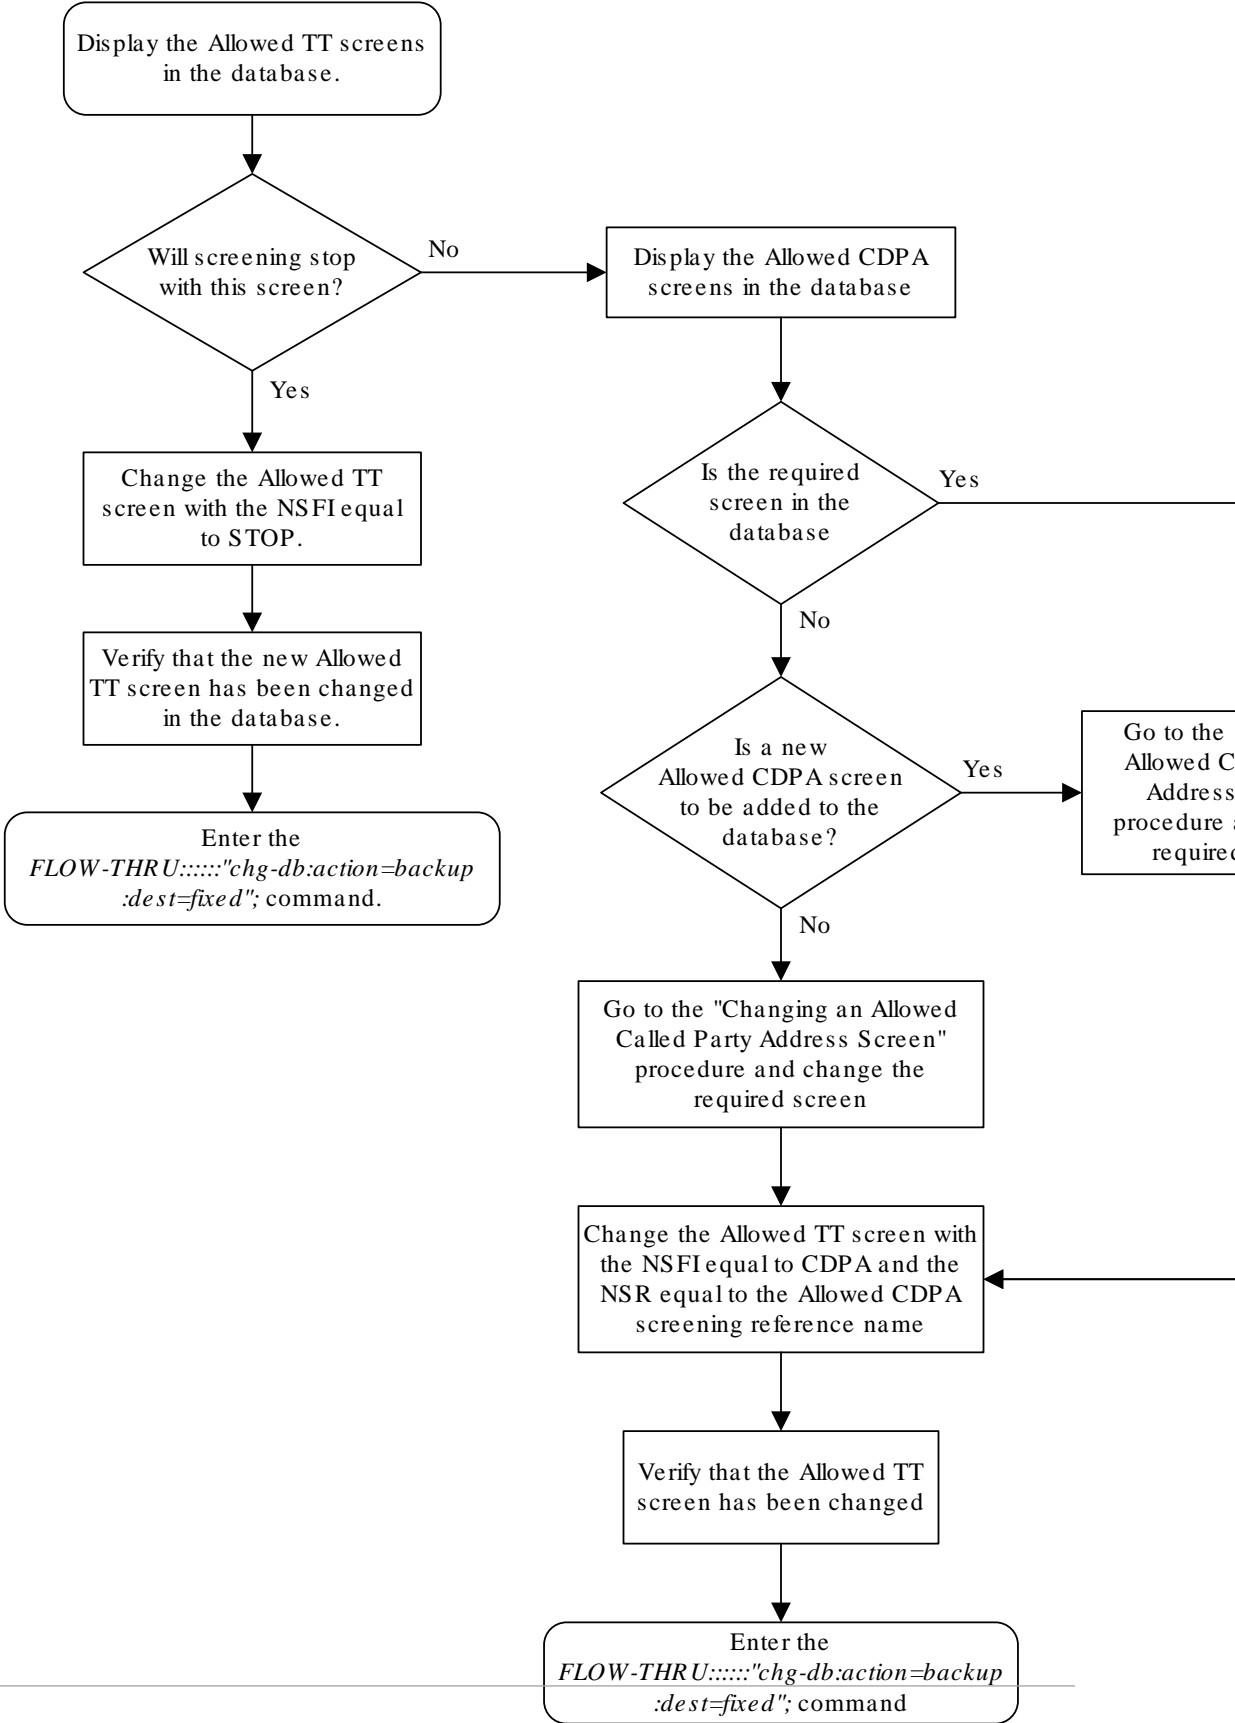 Display the Allowed TT screens
in the database.
Will screening stop
with this screen?
No
Yes
Change the Allowed TT
screen with the NSFI equal
to STOP.
Verify that the new Allowed
TT screen has been changed
in the database.
Enter the
FLOW-THRU::::::"chg-db:action=backup
:dest=fixed"; command.
Display the Allowed CDPA
screens in the database
Is the required
screen in the
database
Yes
No
Is a new
Allowed CDPA screen
to be added to the
database?
Yes
No
Go to the
Allowed C
Address
procedure
require
Go to the "Changing an Allowed
Called Party Address Screen"
procedure and change the
required screen
Change the Allowed TT screen with
the NSFI equal to CDPA and the
NSR equal to the Allowed CDPA
screening reference name
Verify that the Allowed TT
screen has been changed
Enter the
FLOW-THRU::::::"chg-db:action=backup
:dest=fixed"; command